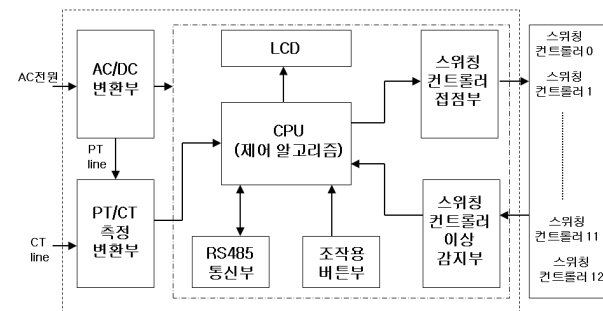 AC전원
AC/DC
변환부
PT
line
CT
line
PT/CT
측정
변환부
LCD
CPU
(제어 알고리즘)
RS485
통신부
조작용
버튼부
스위칭
컨트롤러
접점부
스위칭
컨트롤러
이상
감지부
스위칭
컨트롤러 0
스위칭
컨트롤러 1
스위칭
컨트롤러 11
스위칭
컨트롤러 12